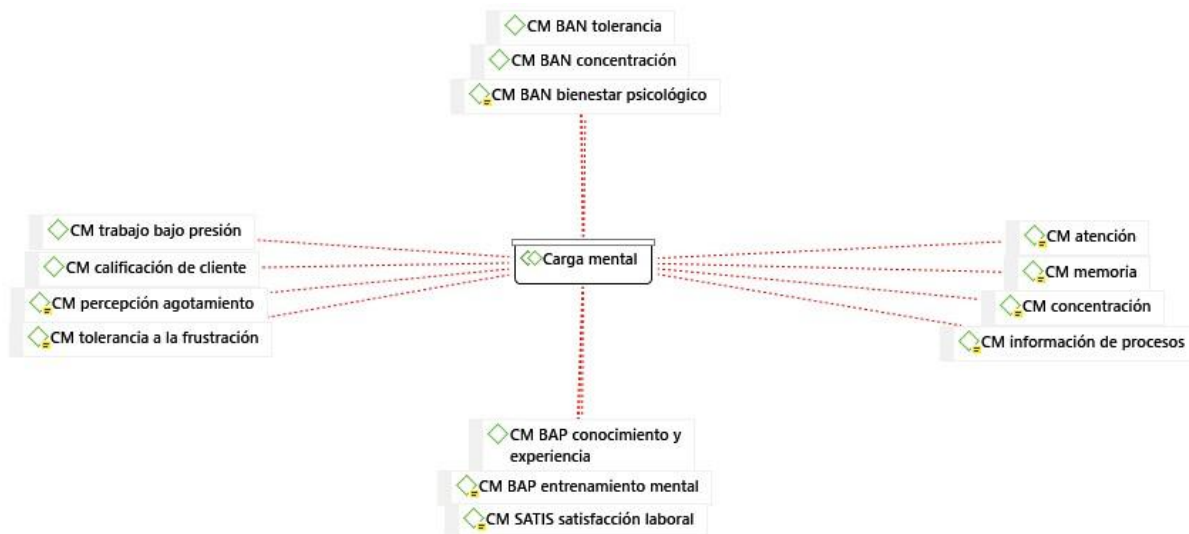 CM BAN tolerancia
CM BAN concentración
CM BAN bienestar psicológico
CM trabajo bajo presión
CM calificación de cliente
CM percepción agotamiento
CM tolerancia a la frustración
Carga mental
CM atención
CM memoria
CM concentración
CM información de procesos
CM BAP conocimiento y
experiencia
CM BAP entrenamiento mental
CM SATIS satisfacción laboral